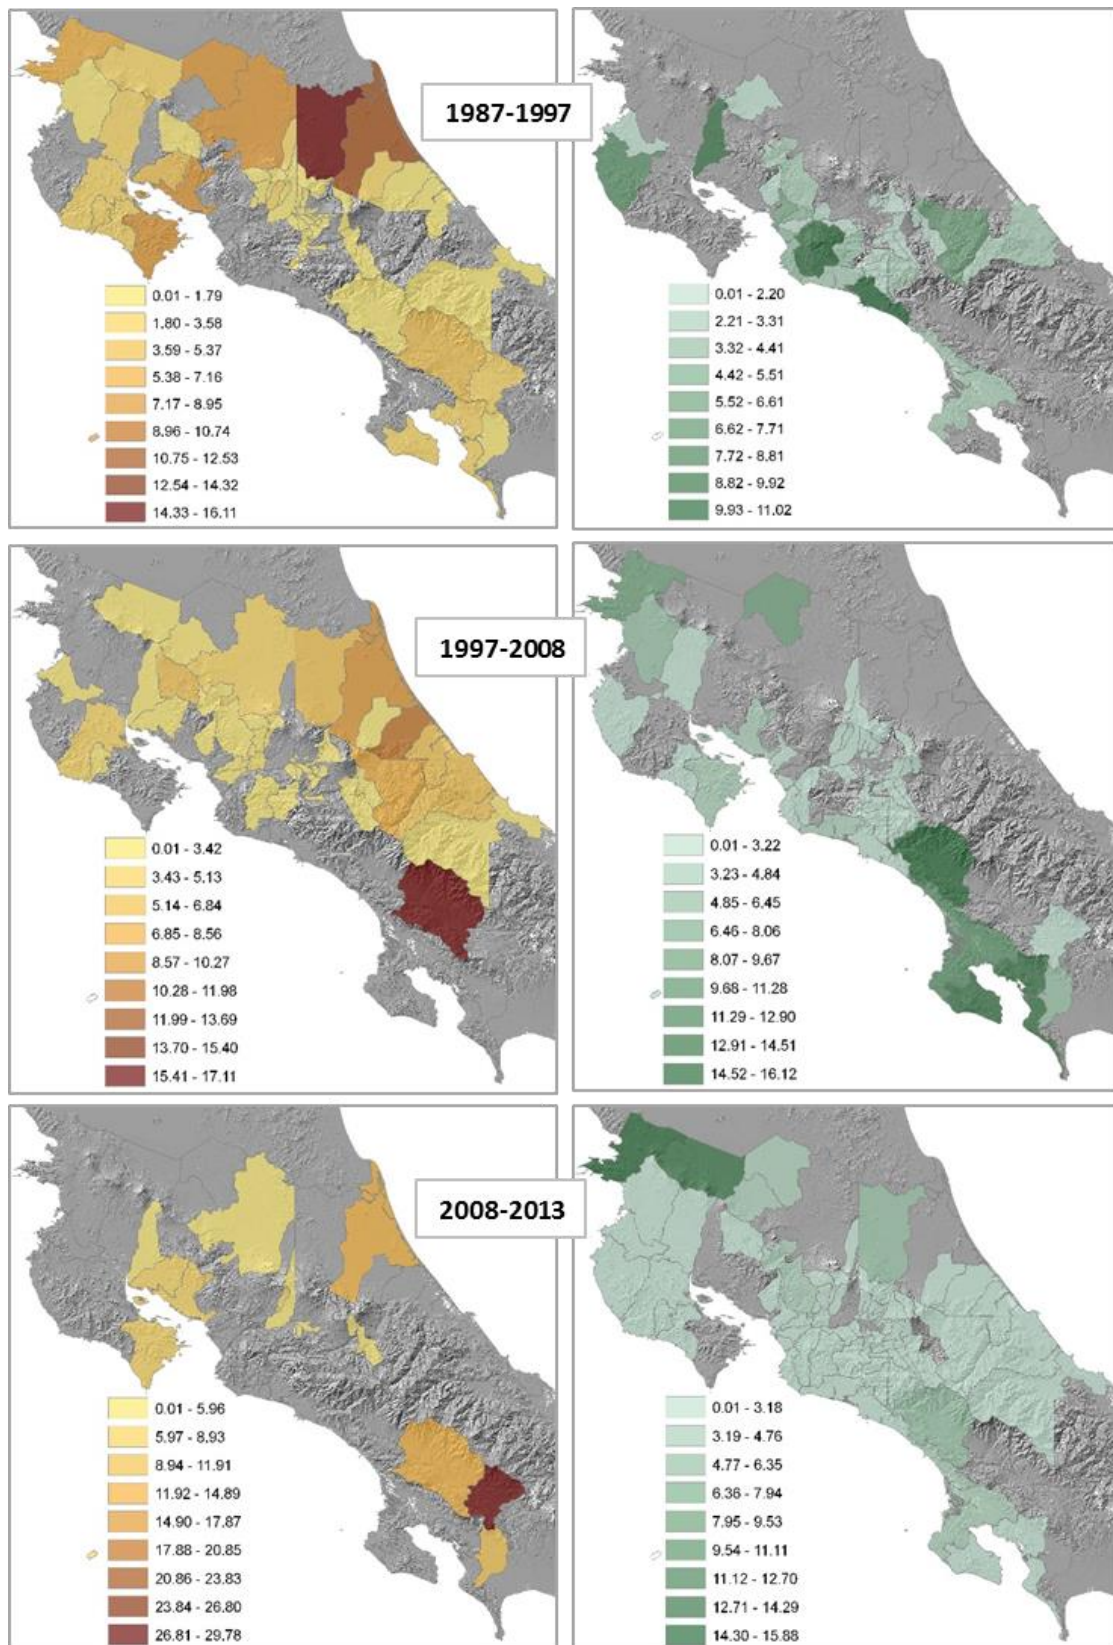 1987-1997
0.01 - 1.79
1.80 - 3.58
3.59 - 5.37
5.38 - 7.16
7.17 - 8.95
8.96 - 10.74
10.75 - 12.53
12.54 - 14.32
14.33 - 16.11
0.01 - 2.20
2.21 - 3.31
3.32 - 4.41
4.42 - 5.51
5.52 - 6.61
6.62 - 7.71
7.72 - 8.81
8.82 - 9.92
9.93 - 11.02
1997-2008
0.01 - 3.42
3.43 - 5.13
5.14 - 6.84
6.85 - 8.56
8.57 - 10.27
10.28 - 11.98
11.99 - 13.69
13.70 - 15.40
15.41 - 17.11
0.01 - 3.22
3.23 - 4.84
4.85 - 6.45
6.46 - 8.06
8.07 - 9.67
9.68 - 11.28
11.29 - 12.90
12.91 - 14.51
14.52 - 16.12
2008-2013
0.01 - 5.96
5.97 - 8.93
8.94 - 11.91
11.92 - 14.89
14.90 - 17.87
17.88 - 20.85
20.86 - 23.83
23.84 - 26.80
26.81 - 29.78
0.01 - 3.18
3.19 - 4.76
4.77 - 6.35
6.36 - 7.94
7.95 - 9.53
9.54 - 11.11
11.12 - 12.70
12.71 - 14.29
14.30 - 15.88